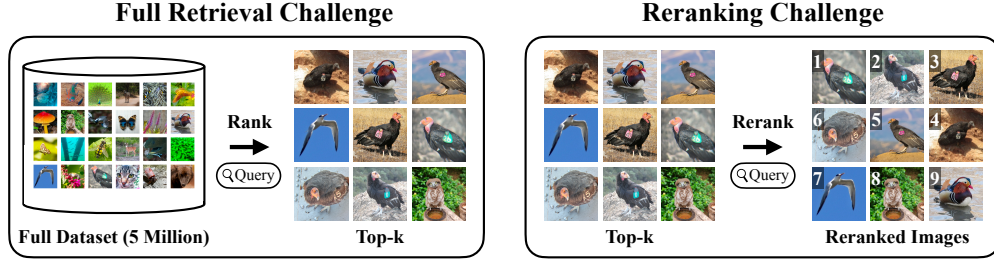 Full Retrieval Challenge
Rank
Query
Full Dataset (5 Million)
Top-k
Reranking Challenge
Rerank
Query
1
2
3
6
5
4
7
8
9
Top-k
Reranked Images